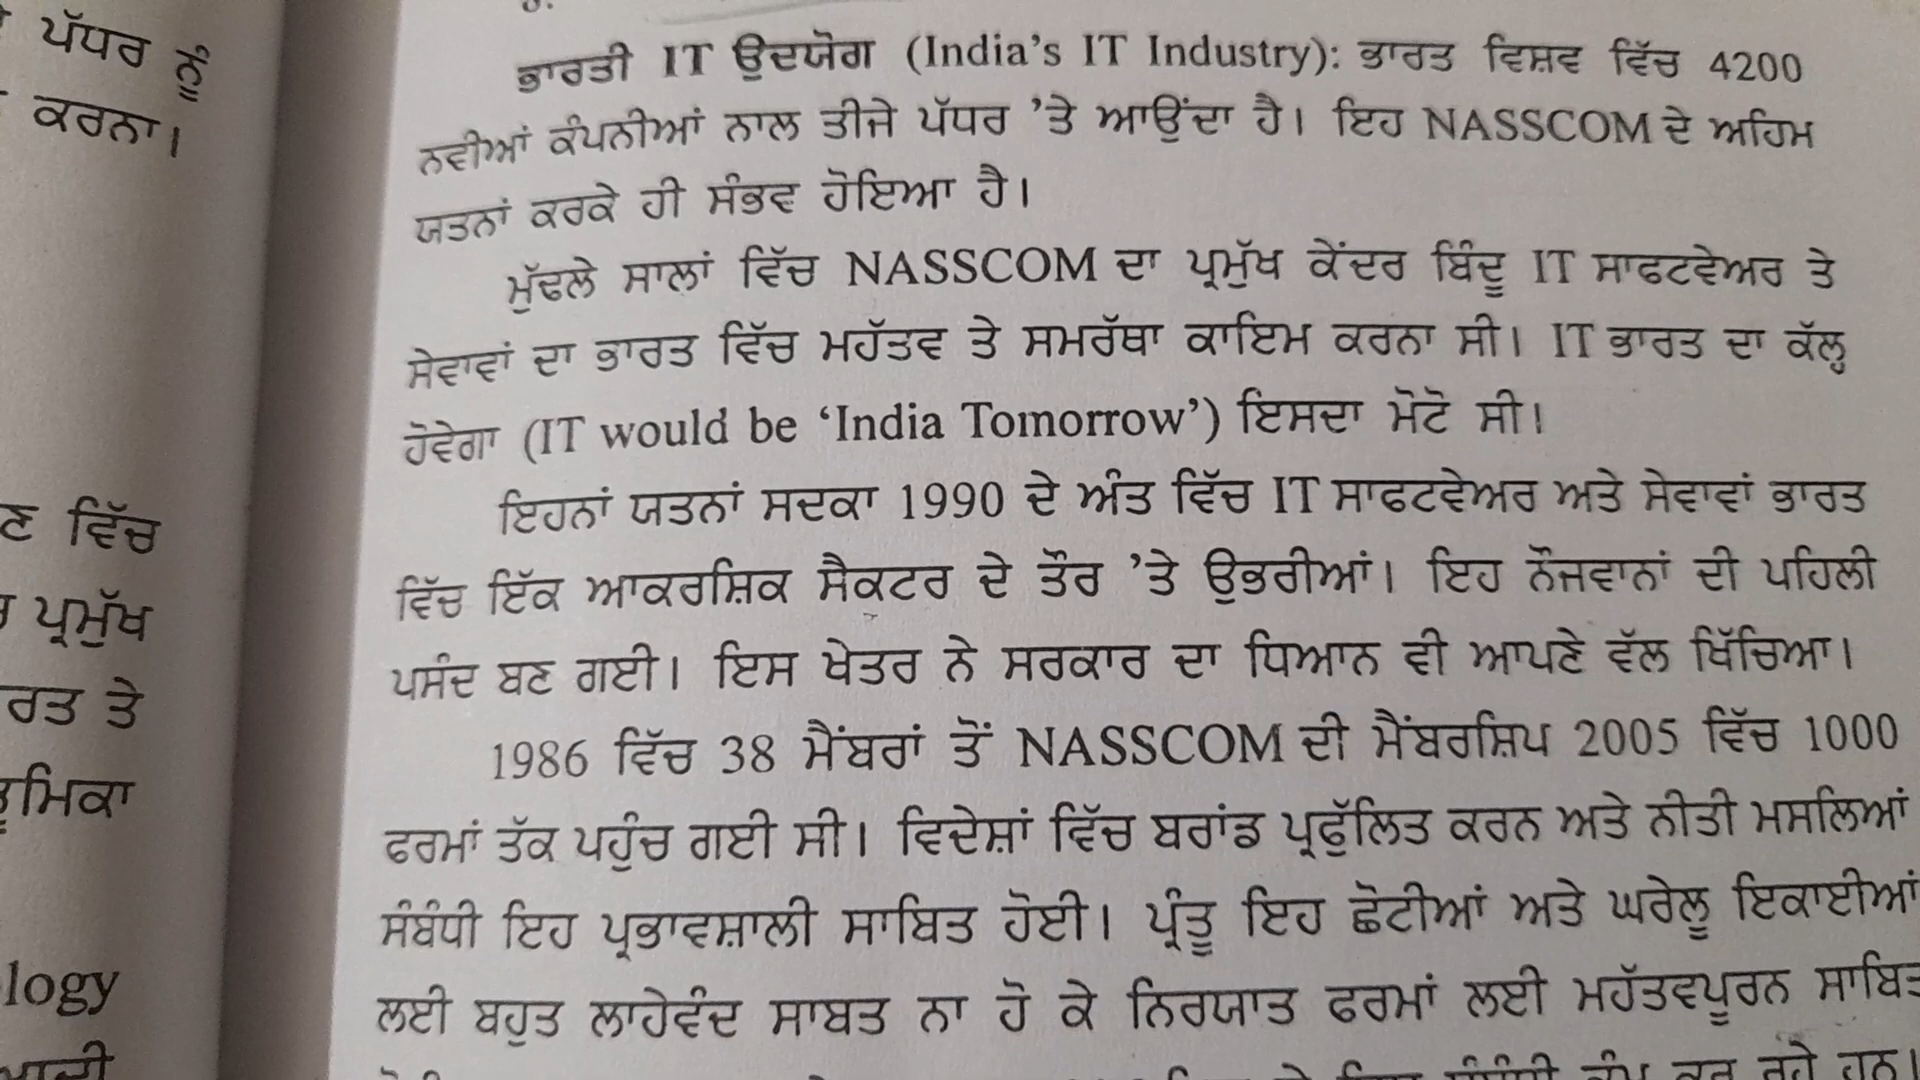 ਪੱਧਰ ਨੂੰ
ਕਰਨਾ।
ਵਿੱਚ
ਪ੍ਰਮੁੱਖ
ਰਤ ਤੇ
ਮਿਕਾ
logy
ਭਾਰਤੀ IT ਉਦਯੋਗ (India’s IT Industry): ਭਾਰਤ ਵਿਸ਼ਵ ਵਿੱਚ 4200
ਨਵੀਆਂ ਕੰਪਨੀਆਂ ਨਾਲ ਤੀਜੇ ਪੱਧਰ ’ਤੇ ਆਉਂਦਾ ਹੈ। ਇਹ NASSCOM ਦੇ ਅਹਿਮ
ਯਤਨਾਂ ਕਰਕੇ ਹੀ ਸੰਭਵ ਹੋਇਆ ਹੈ।
ਮੁੱਢਲੇ ਸਾਲਾਂ ਵਿੱਚ NASSCOM ਦਾ ਪ੍ਰਮੁੱਖ ਕੇਂਦਰ ਬਿੰਦੂ IT ਸਾਫਟਵੇਅਰ ਤੇ
ਸੇਵਾਵਾਂ ਦਾ ਭਾਰਤ ਵਿੱਚ ਮਹੱਤਵ ਤੇ ਸਮਰੱਥਾ ਕਾਇਮ ਕਰਨਾ ਸੀ। IT ਭਾਰਤ ਦਾ ਕੱਲ੍ਹ
ਹੋਵੇਗਾ (IT would be ‘India Tomorrow’) ਇਸਦਾ ਮੋਟੋ ਸੀ।
ਇਹਨਾਂ ਯਤਨਾਂ ਸਦਕਾ 1990 ਦੇ ਅੰਤ ਵਿੱਚ IT ਸਾਫਟਵੇਅਰ ਅਤੇ ਸੇਵਾਵਾਂ ਭਾਰਤ
ਵਿੱਚ ਇੱਕ ਆਕਰਸ਼ਿਕ ਸੈਕਟਰ ਦੇ ਤੌਰ ’ਤੇ ਉਭਰੀਆਂ। ਇਹ ਨੌਜਵਾਨਾਂ ਦੀ ਪਹਿਲੀ
ਪਸੰਦ ਬਣ ਗਈ। ਇਸ ਖੇਤਰ ਨੇ ਸਰਕਾਰ ਦਾ ਧਿਆਨ ਵੀ ਆਪਣੇ ਵੱਲ ਖਿੱਚਿਆ।
1986 ਵਿੱਚ 38 ਮੈਂਬਰਾਂ ਤੋਂ NASSCOM ਦੀ ਮੈਂਬਰਸ਼ਿਪ 2005 ਵਿੱਚ 1000
ਫਰਮਾਂ ਤੱਕ ਪਹੁੰਚ ਗਈ ਸੀ। ਵਿਦੇਸ਼ਾਂ ਵਿੱਚ ਬਰਾਂਡ ਪ੍ਰਫੁੱਲਿਤ ਕਰਨ ਅਤੇ ਨੀਤੀ ਮਸਲਿਆਂ
ਸੰਬੰਧੀ ਇਹ ਪ੍ਰਭਾਵਸ਼ਾਲੀ ਸਾਬਿਤ ਹੋਈ। ਪ੍ਰੰਤੂ ਇਹ ਛੋਟੀਆਂ ਅਤੇ ਘਰੇਲੂ ਇਕਾਈਆਂ
ਲਈ ਬਹੁਤ ਲਾਹੇਵੰਦ ਸਾਬਤ ਨਾ ਹੋ ਕੇ ਨਿਰਯਾਤ ਫਰਮਾਂ ਲਈ ਮਹੱਤਵਪੂਰਨ ਸਾਬਿਤ
ਕਰ ਰਹੇ ਹਨ।